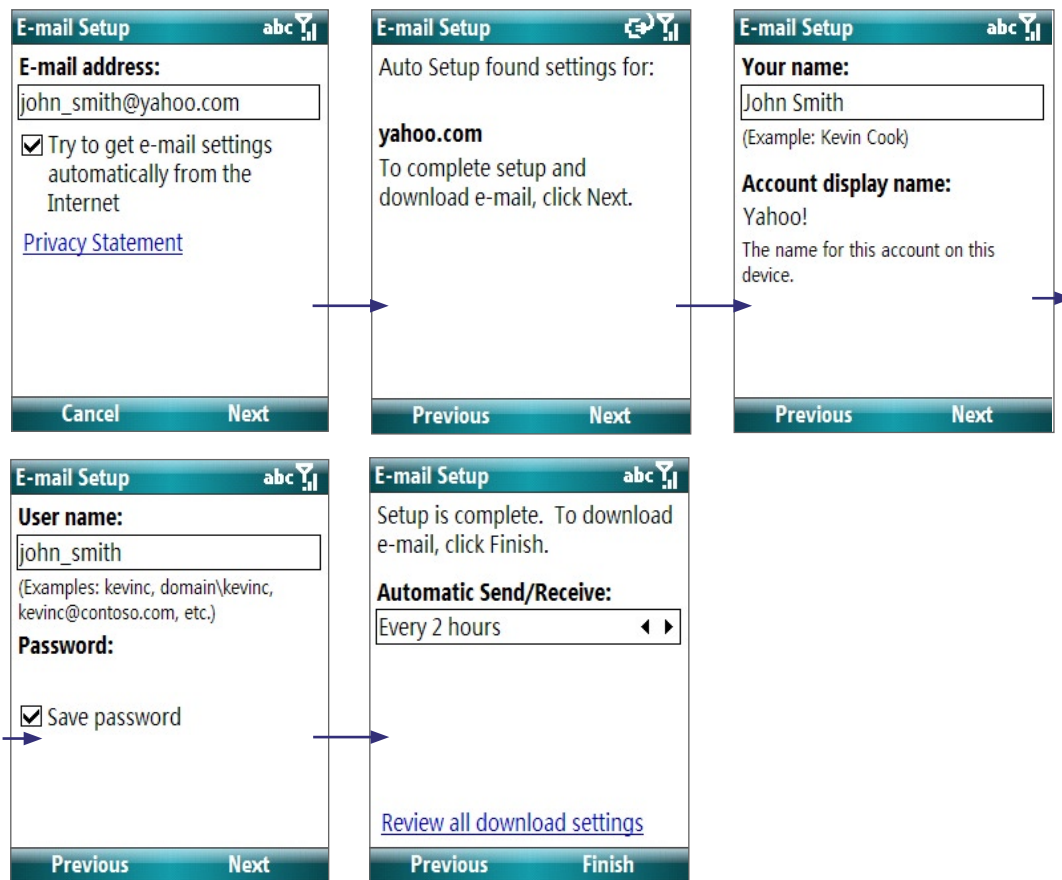 E-mail Setup abc
E-mail address:
john_smith@yahoo.com
Try to get e-mail settings
automatically from the
Internet
Privacy Statement
Cancel Next
E-mail Setup
Auto Setup found settings for:
yahoo.com
To complete setup and
download e-mail, click Next.
Previous Next
E-mail Setup abc
Your name:
John Smith
(Example: Kevin Cook)
Account display name:
Yahoo!
The name for this account on this
device.
Previous Next
E-mail Setup abc
User name:
john_smith
(Examples: kevinc, domain\kevinc,
kevinc@contoso.com, etc.)
Password:
Save password
Previous Next
E-mail Setup abc
Setup is complete. To download
e-mail, click Finish.
Automatic Send/Receive:
Every 2 hours
Review all download settings
Previous Finish